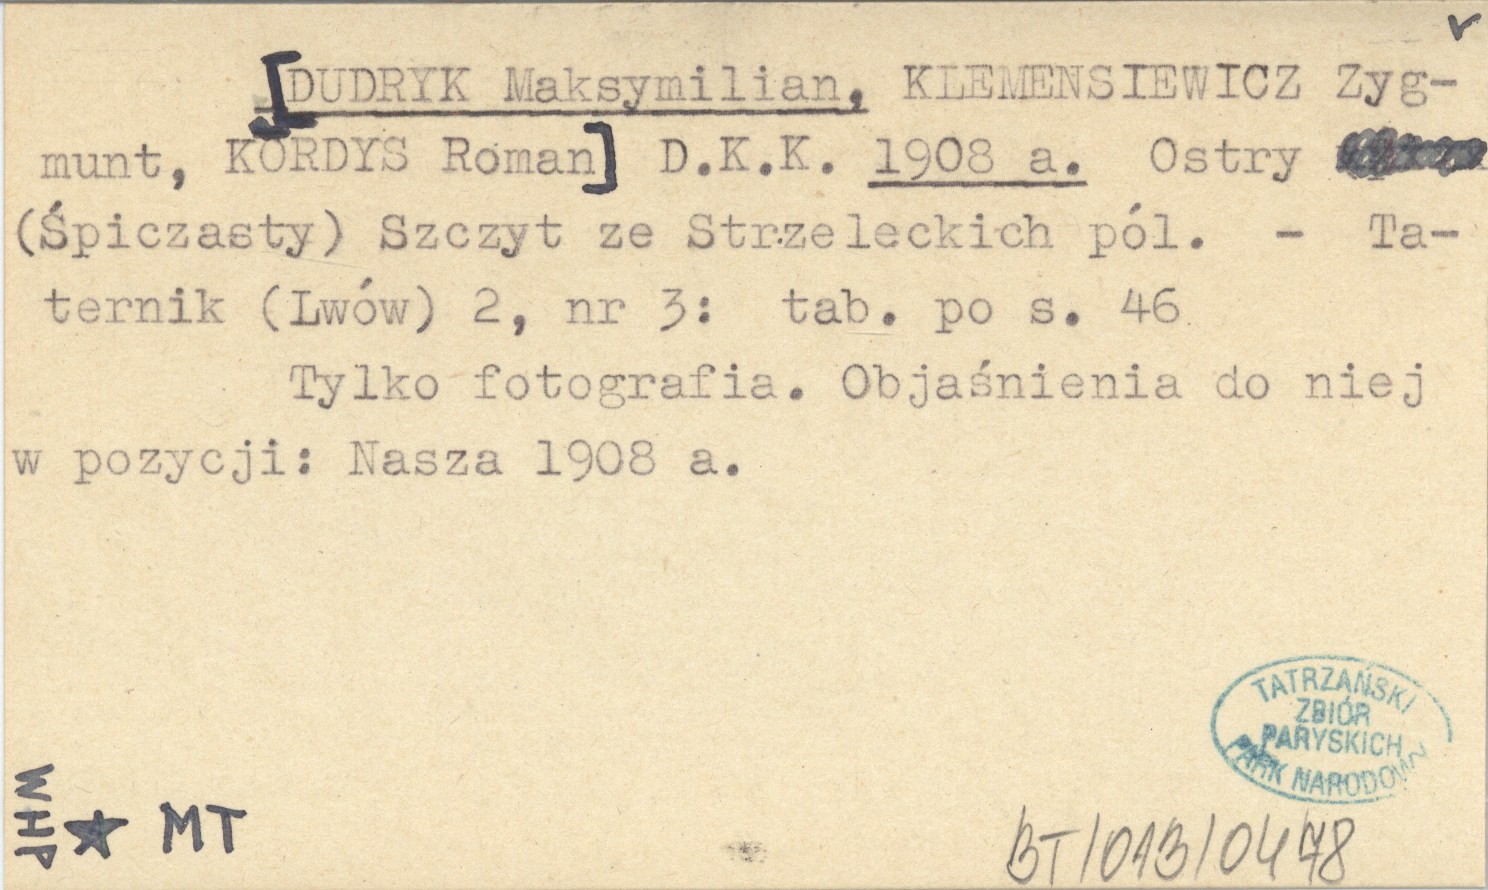 [DUDRYK Maksymilian, KLEMENSIEWICZ Zyg-
munt, KORDYS Roman] D.K.K. 1908 a. Ostry
(Śpiczasty) Szczyt ze Strzeleckich pól. - Ta-
ternik (Lwów) 2, nr 3: tab. po s. 46
Tylko fotografia. Objaśnienia do niej
w pozycji: Nasza 1908 a.
TATRZAŃSKI
ZBIÓR
PARYSKICH
PARK NARODOWY
WHP
★ MT
BT/013/0478